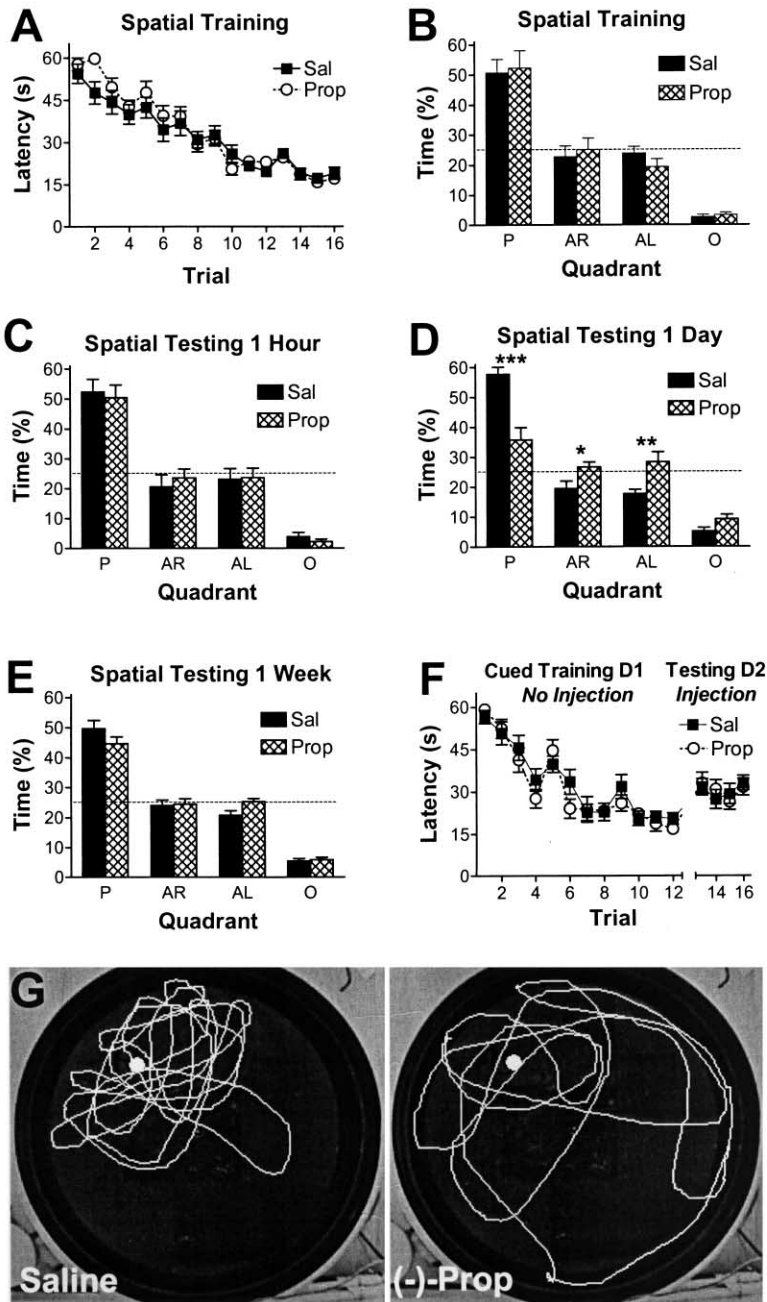 A
Spatial Training
Latency (s)
60
45
30
15
0
Sal
Prop
2 4 6 8 10 12 14 16
Trial
B
Spatial Training
Time (%)
60
50
40
30
20
10
0
Sal
Prop
P AR AL O
Quadrant
C
Spatial Testing 1 Hour
Time (%)
60
50
40
30
20
10
0
Sal
Prop
P AR AL O
Quadrant
D
Spatial Testing 1 Day
Time (%)
60
50
40
30
20
10
0
***
*
**
Sal
Prop
P AR AL O
Quadrant
E
Spatial Testing 1 Week
Time (%)
60
50
40
30
20
10
0
Sal
Prop
P AR AL O
Quadrant
F
Cued Training D1 Testing D2
No Injection Injection
Latency (s)
60
45
30
15
0
Sal
Prop
2 4 6 8 10 12 14 16
Trial
G
Saline
(-)-Prop